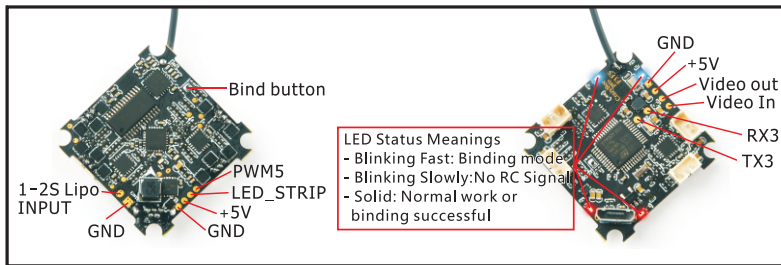 Bind button
PWM5
LED_STRIP
+5V
GND
1-2S Lipo
INPUT
GND
GND
+5V
Video out
Video In
RX3
TX3
LED Status Meanings
- Blinking Fast: Binding mode
- Blinking Slowly:No RC Signal
- Solid: Normal work or
binding successful